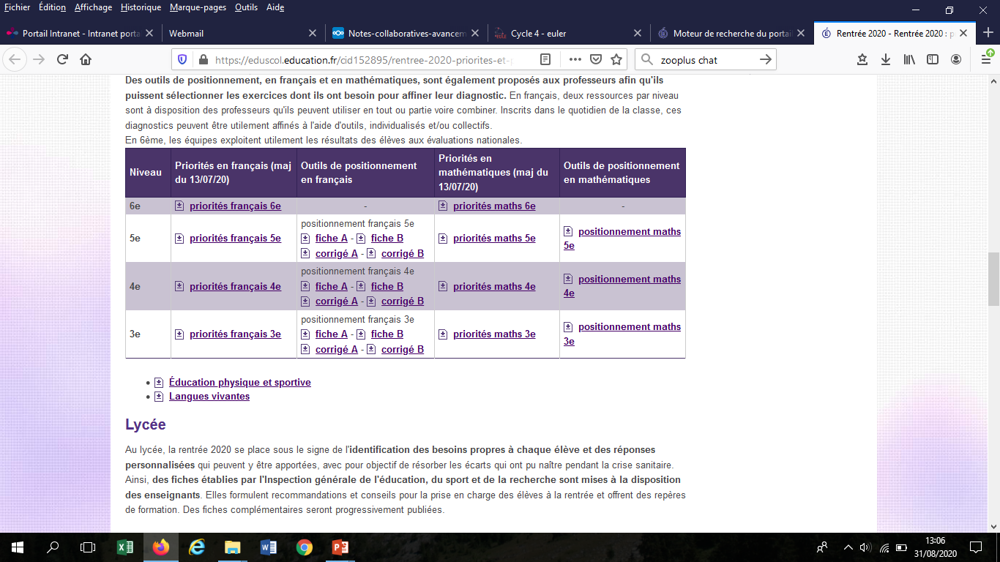 Fichier Édition Affichage Historique Marque-pages Outils Aide
Portail Intranet - Intranet porta
Webmail
Notes-collaboratives-avancem
Cycle 4 - euler
Moteur de recherche du portai
Rentrée 2020 - Rentrée 2020 : p
https://eduscol.education.fr/cid152895/rentree-2020-priorites-et-
zooplus chat
Des outils de positionnement, en français et en mathématiques, sont également proposés aux professeurs afin qu'ils
puissent sélectionner les exercices dont ils ont besoin pour affiner leur diagnostic. En français, deux ressources par niveau
sont à disposition des professeurs qu'ils peuvent utiliser en tout ou partie voire combiner. Inscrits dans le quotidien de la classe, ces
diagnostics peuvent être utilement affinés à l'aide d'outils, individualisés et/ou collectifs.
En 6ème, les équipes exploitent utilement les résultats des élèves aux évaluations nationales.
Niveau
Priorités en français (maj
du 13/07/20)
Outils de positionnement
en français
Priorités en
mathématiques (maj du
13/07/20)
Outils de positionnement
en mathématiques
6e
priorités français 6e
-
priorités maths 6e
-
5e
priorités français 5e
positionnement français 5e
fiche A - fiche B
corrigé A - corrigé B
priorités maths 5e
positionnement maths
5e
4e
priorités français 4e
positionnement français 4e
fiche A - fiche B
corrigé A - corrigé B
priorités maths 4e
positionnement maths
4e
3e
priorités français 3e
positionnement français 3e
fiche A - fiche B
corrigé A - corrigé B
priorités maths 3e
positionnement maths
3e
• Éducation physique et sportive
• Langues vivantes
Lycée
Au lycée, la rentrée 2020 se place sous le signe de l'identification des besoins propres à chaque élève et des réponses
personnalisées qui peuvent y être apportées, avec pour objectif de résorber les écarts qui ont pu naître pendant la crise sanitaire.
Ainsi, des fiches établies par l'Inspection générale de l'éducation, du sport et de la recherche sont mises à la disposition
des enseignants. Elles formulent recommandations et conseils pour la prise en charge des élèves à la rentrée et offrent des repères
de formation. Des fiches complémentaires seront progressivement publiées.
13:06
31/08/2020